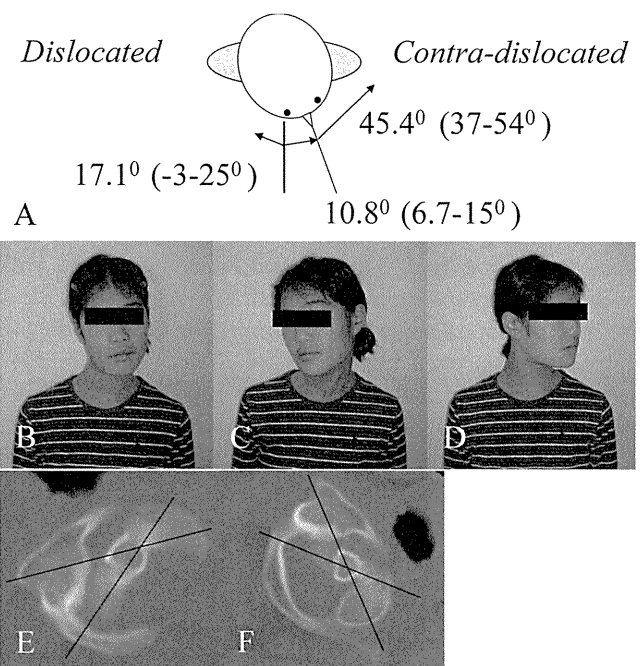 Dislocated
Contra-dislocated
45.4⁰ (37-54⁰)
17.1⁰ (-3-25⁰)
A
10.8⁰ (6.7-15⁰)
B
C
D
E
F